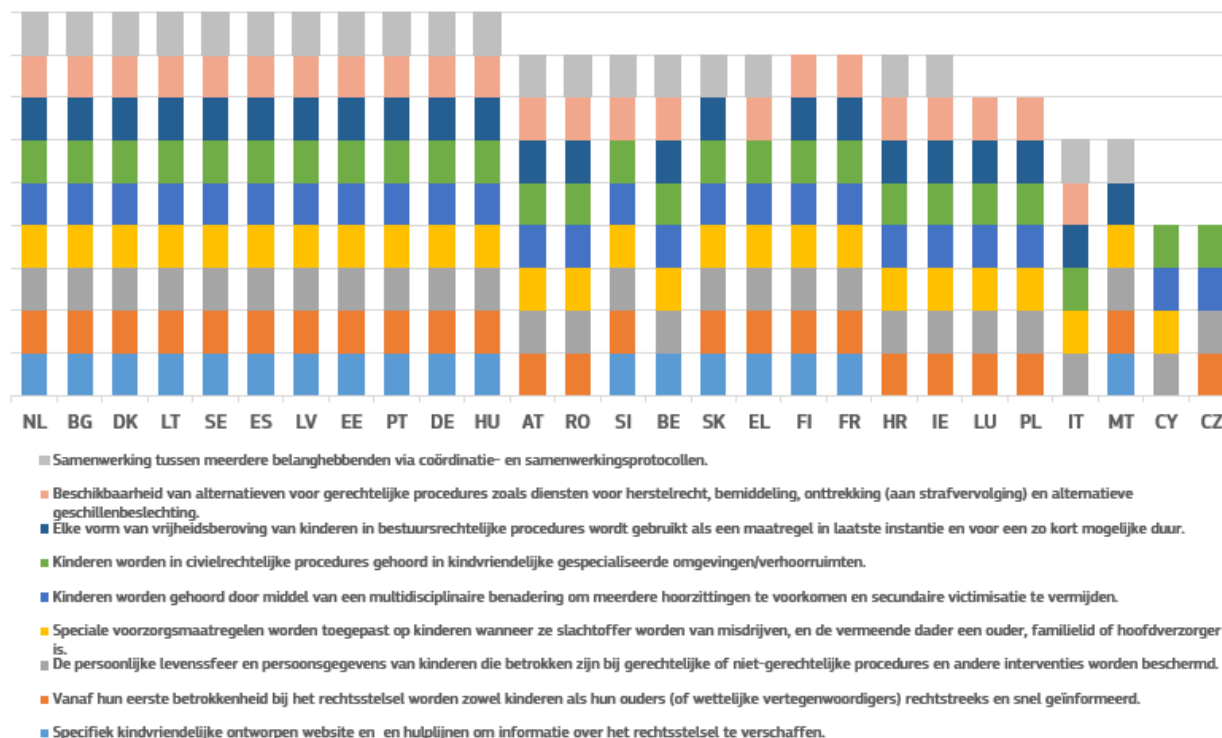 NL BG DK LT SE ES LV EE PT DE HU AT RO SI BE SK EL FI FR HR IE LU PL IT MT CY CZ
Samenwerking tussen meerdere belanghebbenden via coördinatie- en samenwerkingsprotocollen.
Beschikbaarheid van alternatieven voor gerechtelijke procedures zoals diensten voor herstelrecht, bemiddeling, onttrekking (aan strafvervolging) en alternatieve
geschillenbeslechting.
Elke vorm van vrijheidsberoving van kinderen in bestuursrechtelijke procedures wordt gebruikt als een maatregel in laatste instantie en voor een zo kort mogelijke duur.
Kinderen worden in civielrechtelijke procedures gehoord in kindvriendelijke gespecialiseerde omgevingen/verhoorruimten.
Kinderen worden gehoord door middel van een multidisciplinaire benadering om meerdere hoorzittingen te voorkomen en secundaire victimisatie te vermijden.
Speciale voorzorgsmaatregelen worden toegepast op kinderen wanneer ze slachtoffer worden van misdrijven, en de vermeende dader een ouder, familielid of hoofdverzorger
is.
De persoonlijke levenssfeer en persoonsgegevens van kinderen die betrokken zijn bij gerechtelijke of niet-gerechtelijke procedures en andere interventies worden beschermd.
Vanaf hun eerste betrokkenheid bij het rechtsstelsel worden zowel kinderen als hun ouders (of wettelijke vertegenwoordigers) rechtstreeks en snel geïnformeerd.
Specifiek kindvriendelijke ontworpen website en en hulplijnen om informatie over het rechtsstelsel te verschaffen.